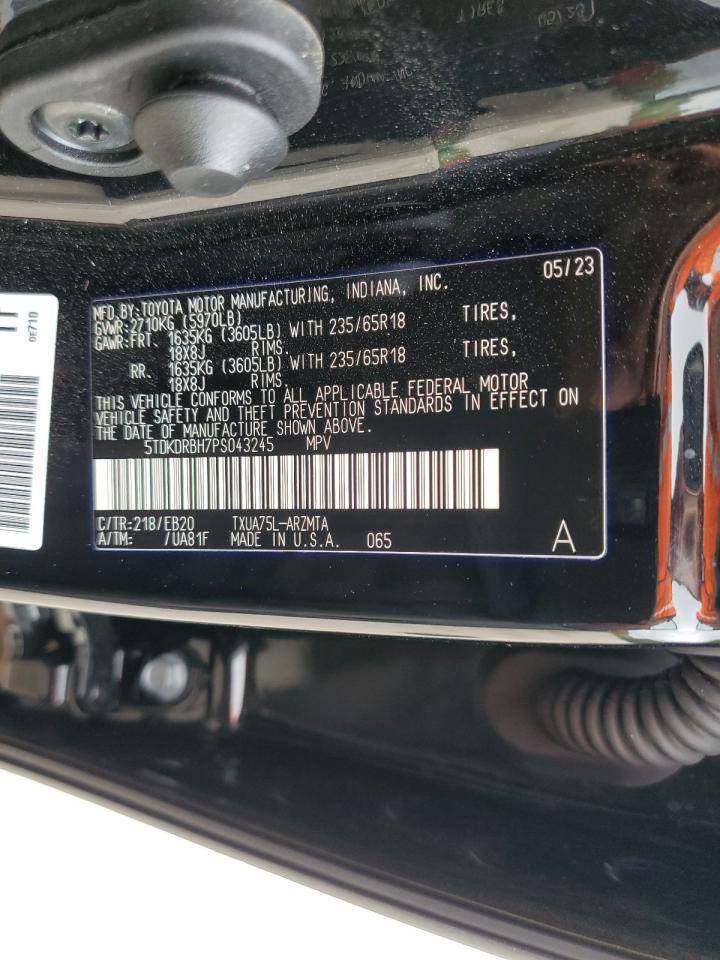 MFD.BY:TOYOTA MOTOR MANUFACTURING, INDIANA, INC. 05/23
GVWR:2710KG (5970LB)
GAWR:FRT. 1635KG (3605LB) WITH 235/65R18 TIRES,
18X8J RIMS.
RR. 1635KG (3605LB) WITH 235/65R18 TIRES,
18X8J RIMS.
THIS VEHICLE CONFORMS TO ALL APPLICABLE FEDERAL MOTOR
VEHICLE SAFETY AND THEFT PREVENTION STANDARDS IN EFFECT ON
THE DATE OF MANUFACTURE SHOWN ABOVE.
5TDKDRBH7PS043245 MPV
C/TR:218/EB20 TXUA75L-ARZMTA
A/TM: /UA81F MADE IN U.S.A. 065 A
0E710